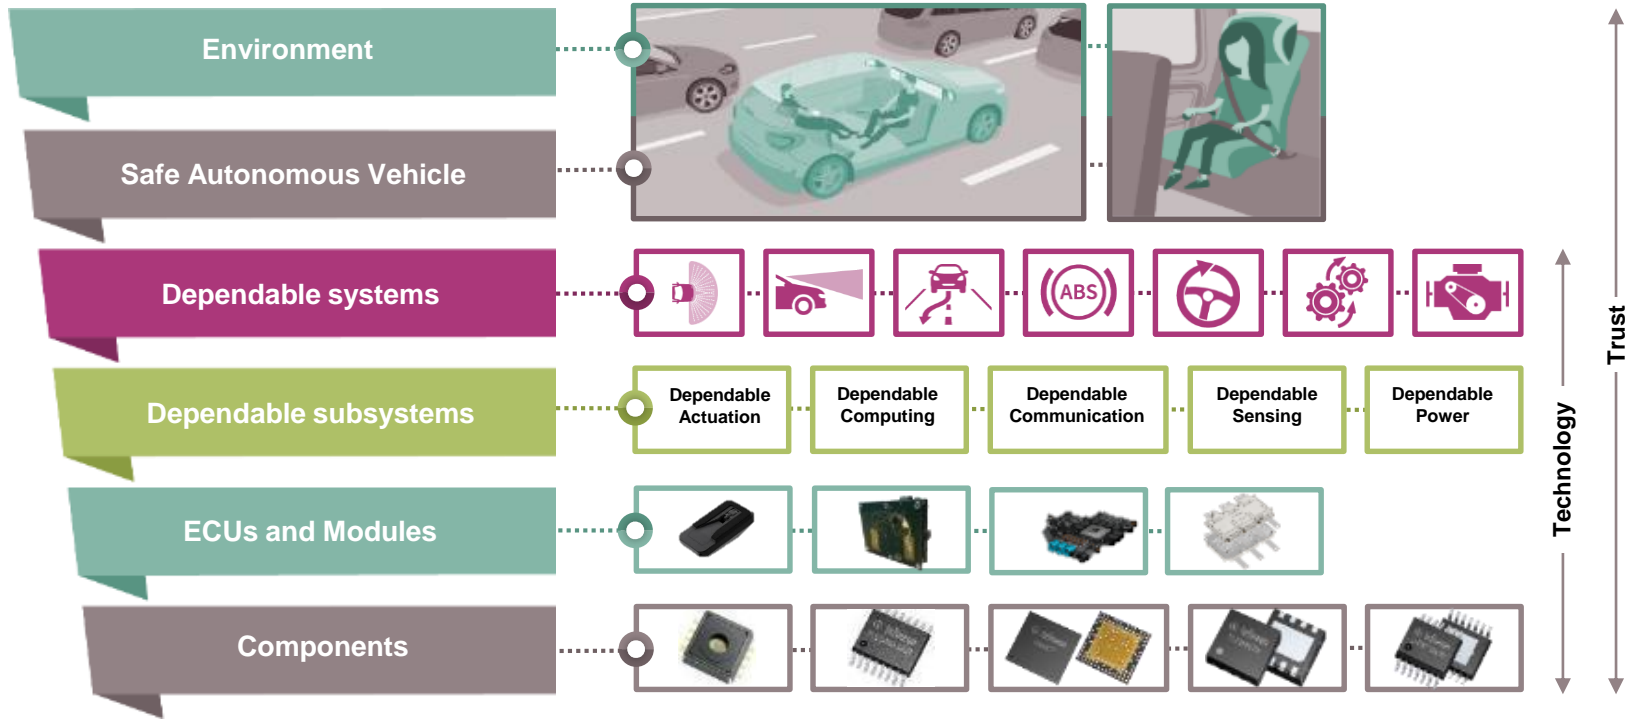 Environment
Safe Autonomous Vehicle
Dependable systems
ABS
Dependable subsystems
Dependable
Actuation
Dependable
Computing
Dependable
Communication
Dependable
Sensing
Dependable
Power
ECUs and Modules
Components
Technology
Trust